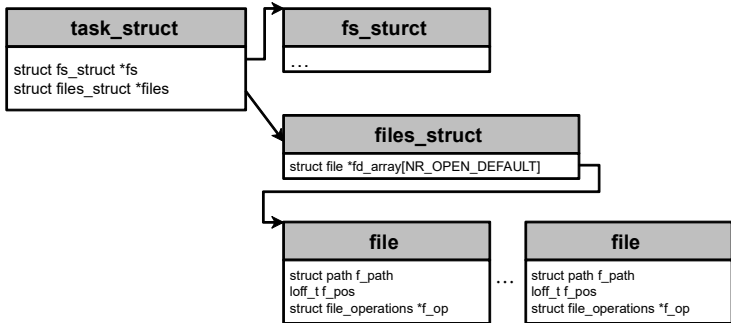 task_struct
struct fs_struct *fs
struct files_struct *files
fs_sturct
...
files_struct
struct file *fd_array[NR_OPEN_DEFAULT]
file
struct path f_path
loff_t f_pos
struct file_operations *f_op
...
file
struct path f_path
loff_t f_pos
struct file_operations *f_op